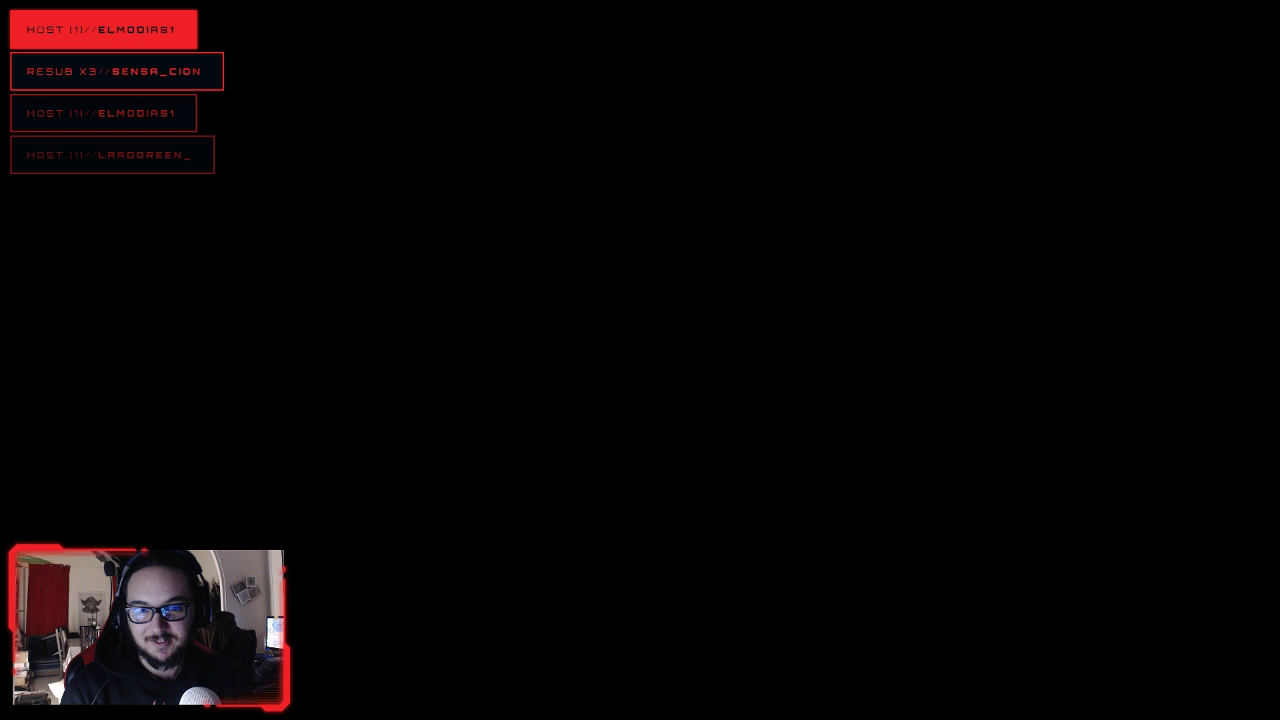 HOST (1)//ELMODIAS1
RESUB X3//SENSA_CION
HOST (1)//ELMODIAS1
HOST (1)//LARDGREEN_